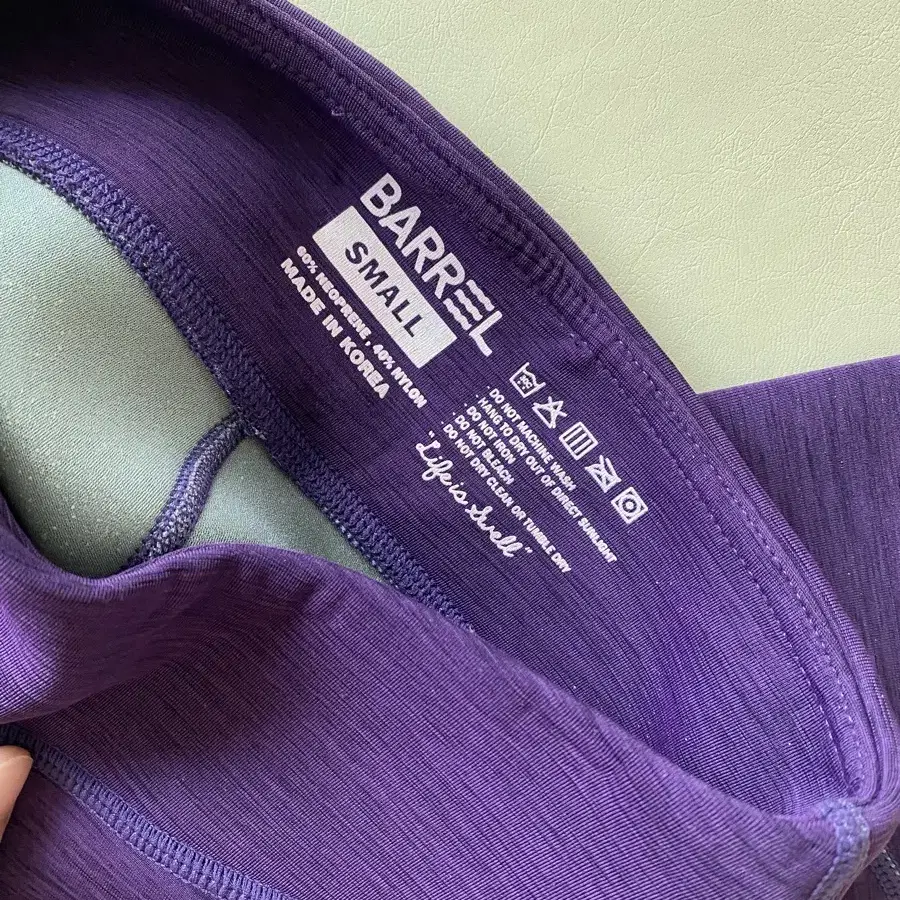 BARREL
SMALL
60% NEOPRENE, 40% NYLON
MADE IN KOREA
· DO NOT MACHINE WASH
HANG TO DRY OUT OF DIRECT SUNLIGHT
· DO NOT IRON
· DO NOT BLEACH
· DO NOT DRY CLEAN OR TUMBLE DRY
"Life is Swell"